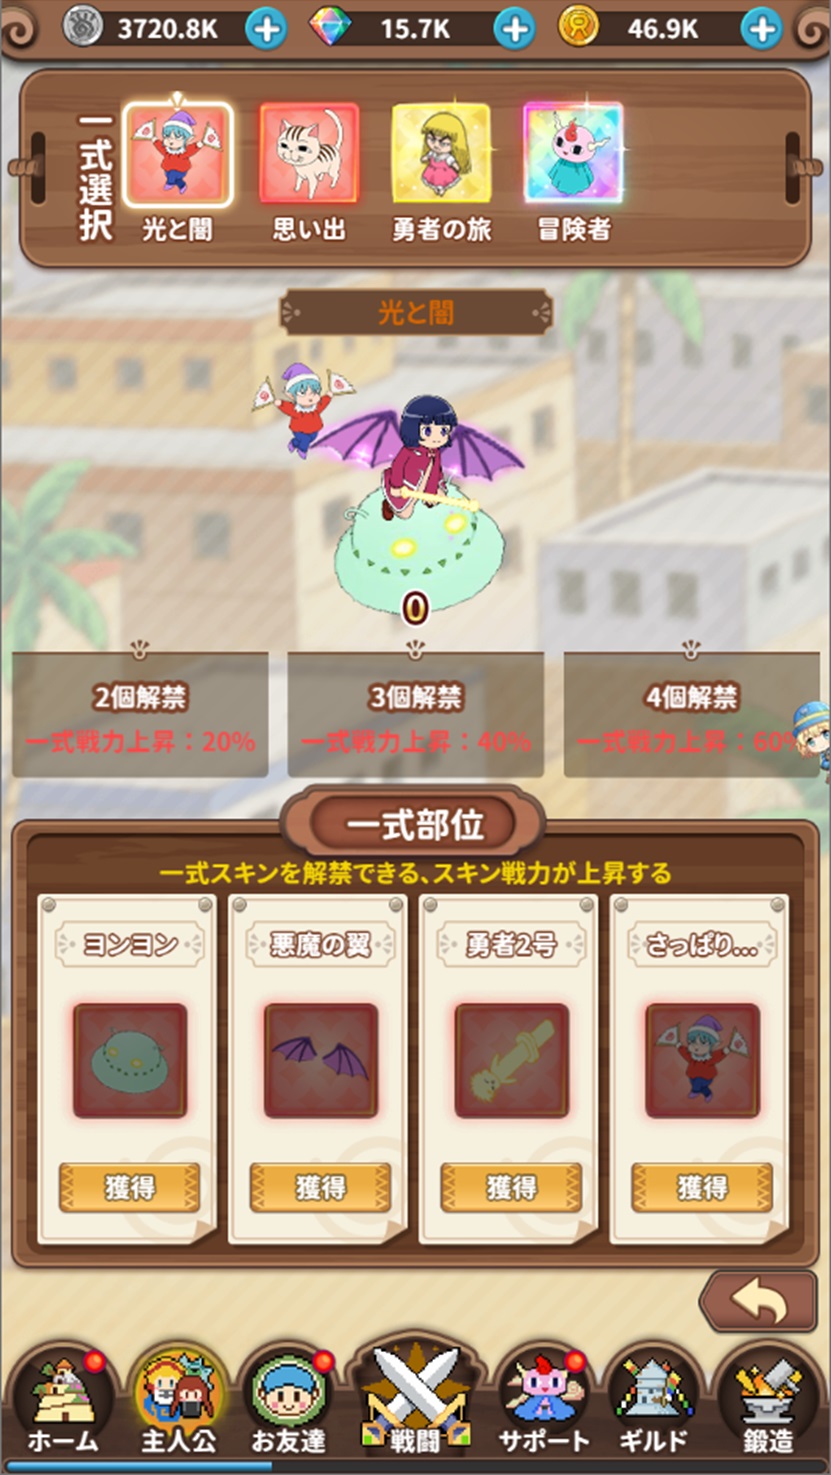 3720.8K
15.7K
46.9K
一式選択
光と闇
思い出
勇者の旅
冒険者
光と闇
0
2個解禁
一式戦力上昇：20%
3個解禁
一式戦力上昇：40%
4個解禁
一式戦力上昇：60%
一式部位
一式スキンを解禁できる、スキン戦力が上昇する
ヨンヨン
悪魔の翼
勇者2号
さっぱり...
獲得
獲得
獲得
獲得
ホーム
主人公
お友達
戦闘
サポート
ギルド
鍛造